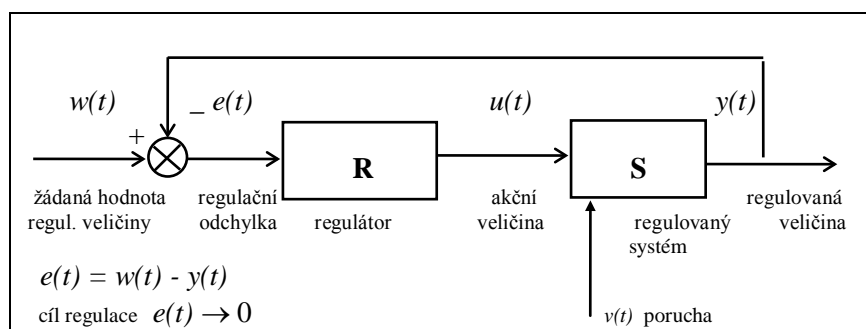 w(t)
– e(t)
u(t)
y(t)
+
R
S
žádaná hodnota
regul. veličiny
regulační
odchylka
regulátor
akční
veličina
regulovaný
systém
regulovaná
veličina
e(t) = w(t) - y(t)
cíl regulace e(t) → 0
v(t) porucha